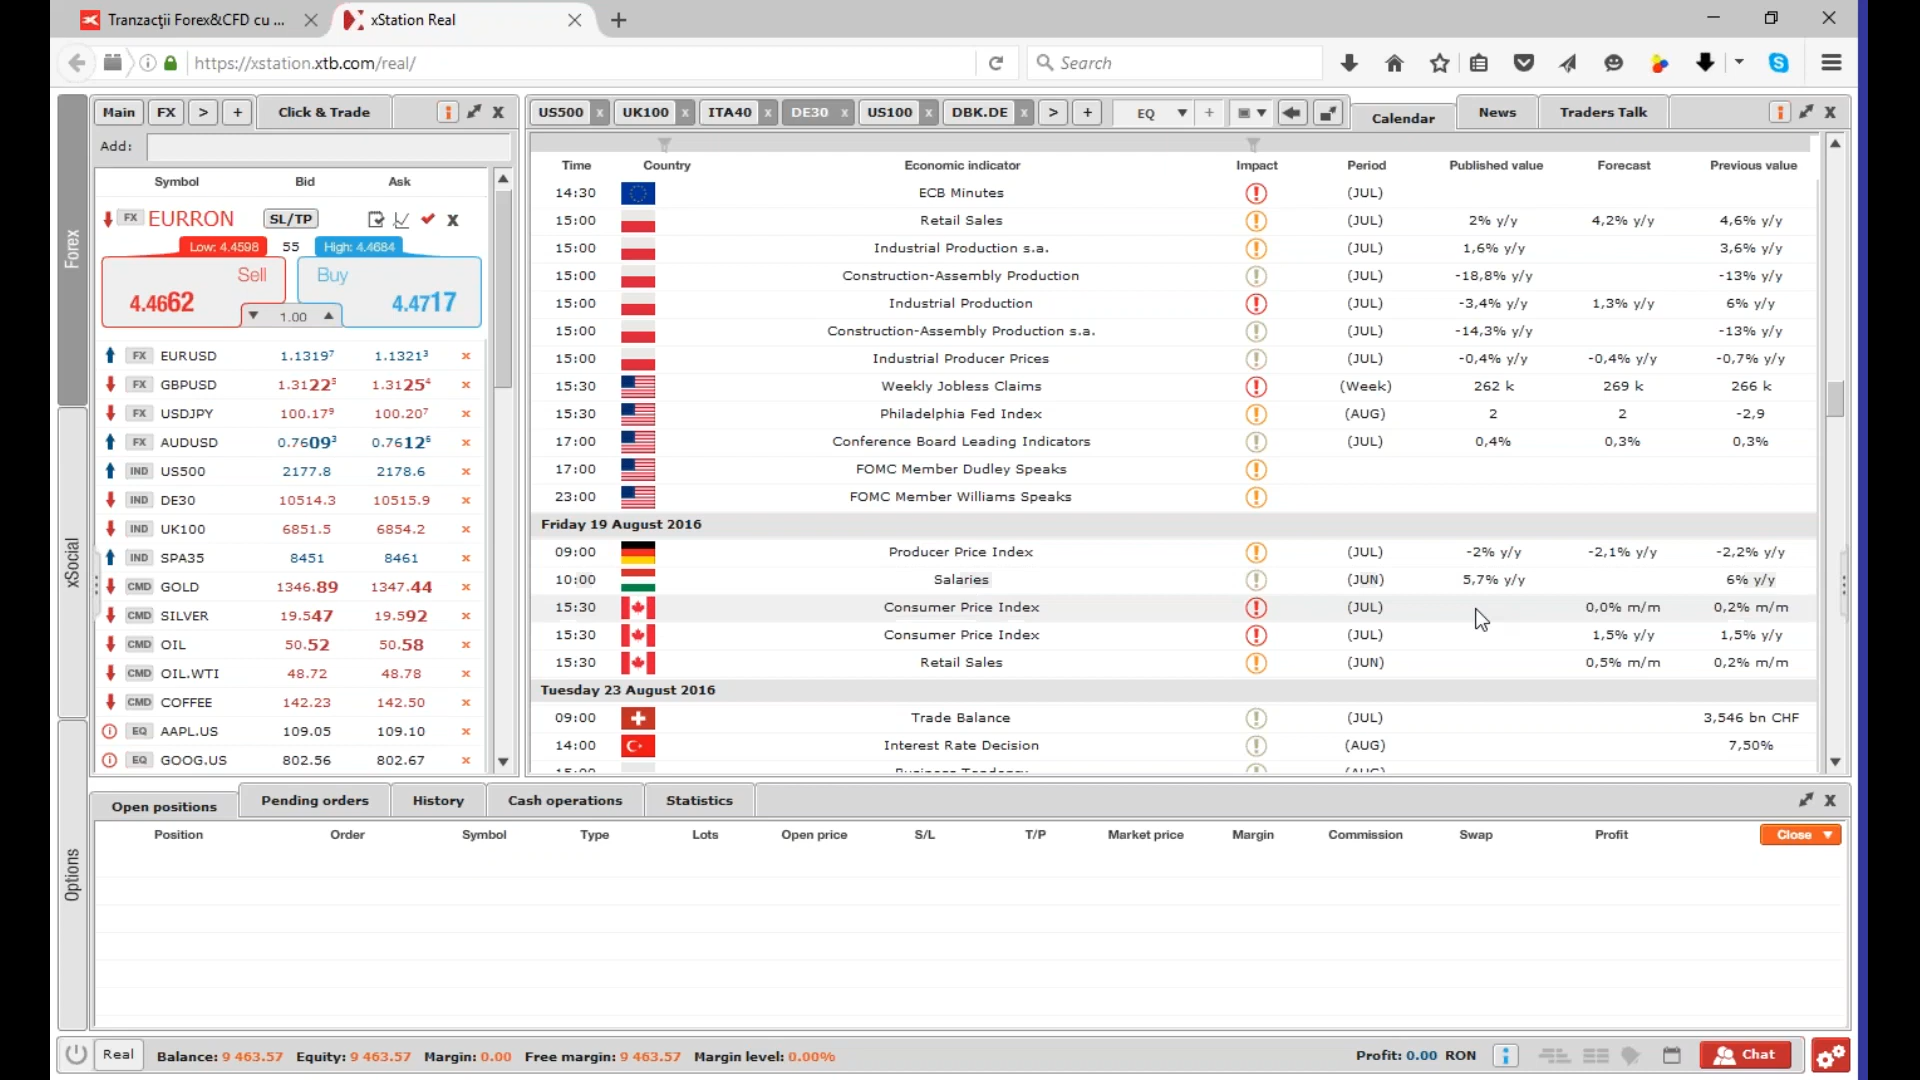 Tranzacţii Forex&CFD cu ...
xStation Real
https://xstation.xtb.com/real/
Search
Main FX > + Click & Trade
Add:
Symbol Bid Ask
FX EURRON SL/TP
Low: 4.4598 55 High: 4.4684
Sell Buy
4.4662 4.4717
1.00
FX EURUSD 1.1319⁷ 1.1321³
FX GBPUSD 1.3122⁵ 1.3125⁴
FX USDJPY 100.17⁹ 100.20⁷
FX AUDUSD 0.7609³ 0.7612⁵
IND US500 2177.8 2178.6
IND DE30 10514.3 10515.9
IND UK100 6851.5 6854.2
IND SPA35 8451 8461
CMD GOLD 1346.89 1347.44
CMD SILVER 19.547 19.592
CMD OIL 50.52 50.58
CMD OIL.WTI 48.72 48.78
CMD COFFEE 142.23 142.50
EQ AAPL.US 109.05 109.10
EQ GOOG.US 802.56 802.67
Forex
xSocial
Options
US500 x UK100 x ITA40 x DE30 x US100 x DBK.DE x > + EQ +
Calendar News Traders Talk
Time Country Economic indicator Impact Period Published value Forecast Previous value
14:30 ECB Minutes (JUL)
15:00 Retail Sales (JUL) 2% y/y 4,2% y/y 4,6% y/y
15:00 Industrial Production s.a. (JUL) 1,6% y/y 3,6% y/y
15:00 Construction-Assembly Production (JUL) -18,8% y/y -13% y/y
15:00 Industrial Production (JUL) -3,4% y/y 1,3% y/y 6% y/y
15:00 Construction-Assembly Production s.a. (JUL) -14,3% y/y -13% y/y
15:00 Industrial Producer Prices (JUL) -0,4% y/y -0,4% y/y -0,7% y/y
15:30 Weekly Jobless Claims (Week) 262 k 269 k 266 k
15:30 Philadelphia Fed Index (AUG) 2 2 -2,9
17:00 Conference Board Leading Indicators (JUL) 0,4% 0,3% 0,3%
17:00 FOMC Member Dudley Speaks
23:00 FOMC Member Williams Speaks
Friday 19 August 2016
09:00 Producer Price Index (JUL) -2% y/y -2,1% y/y -2,2% y/y
10:00 Salaries (JUN) 5,7% y/y 6% y/y
15:30 Consumer Price Index (JUL) 0,0% m/m 0,2% m/m
15:30 Consumer Price Index (JUL) 1,5% y/y 1,5% y/y
15:30 Retail Sales (JUN) 0,5% m/m 0,2% m/m
Tuesday 23 August 2016
09:00 Trade Balance (JUL) 3,546 bn CHF
14:00 Interest Rate Decision (AUG) 7,50%
Open positions Pending orders History Cash operations Statistics
Position Order Symbol Type Lots Open price S/L T/P Market price Margin Commission Swap Profit Close
Real Balance: 9 463.57 Equity: 9 463.57 Margin: 0.00 Free margin: 9 463.57 Margin level: 0.00% Profit: 0.00 RON Chat